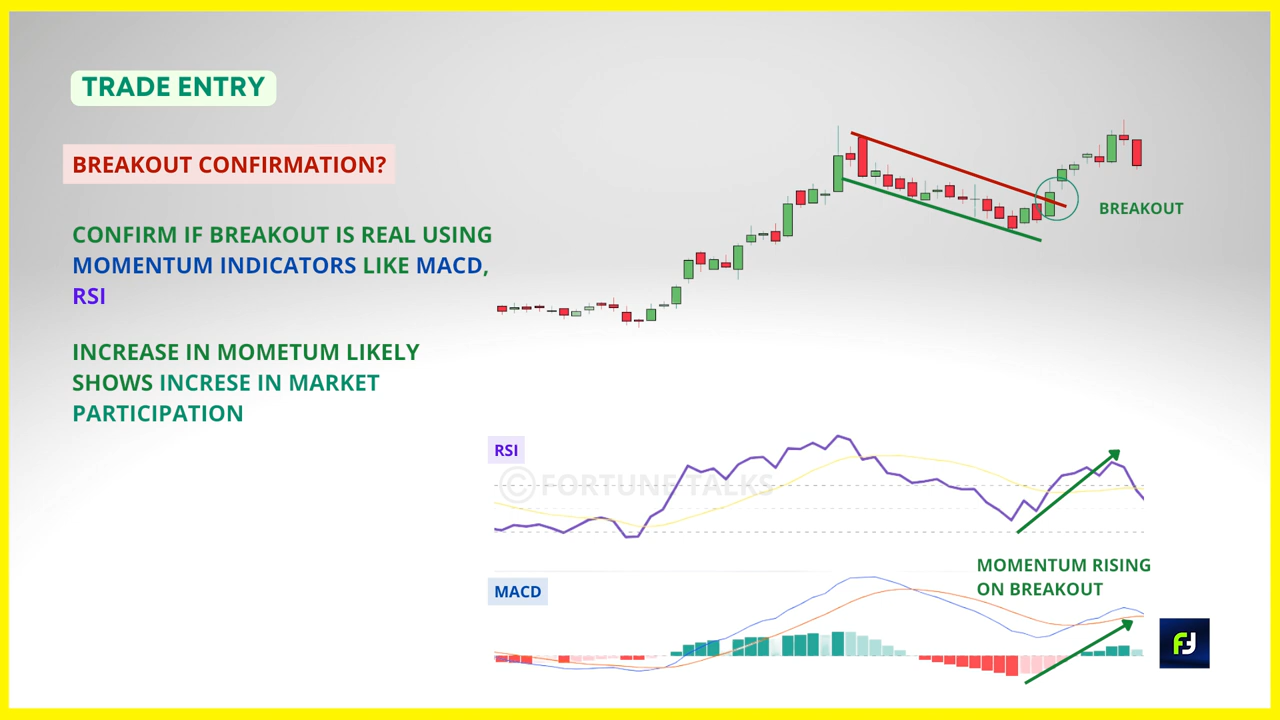 TRADE ENTRY
BREAKOUT CONFIRMATION?
CONFIRM IF BREAKOUT IS REAL USING
MOMENTUM INDICATORS LIKE MACD,
RSI
INCREASE IN MOMETUM LIKELY
SHOWS INCRESE IN MARKET
PARTICIPATION
BREAKOUT
RSI
©FORTUNE TALKS
MOMENTUM RISING
ON BREAKOUT
MACD